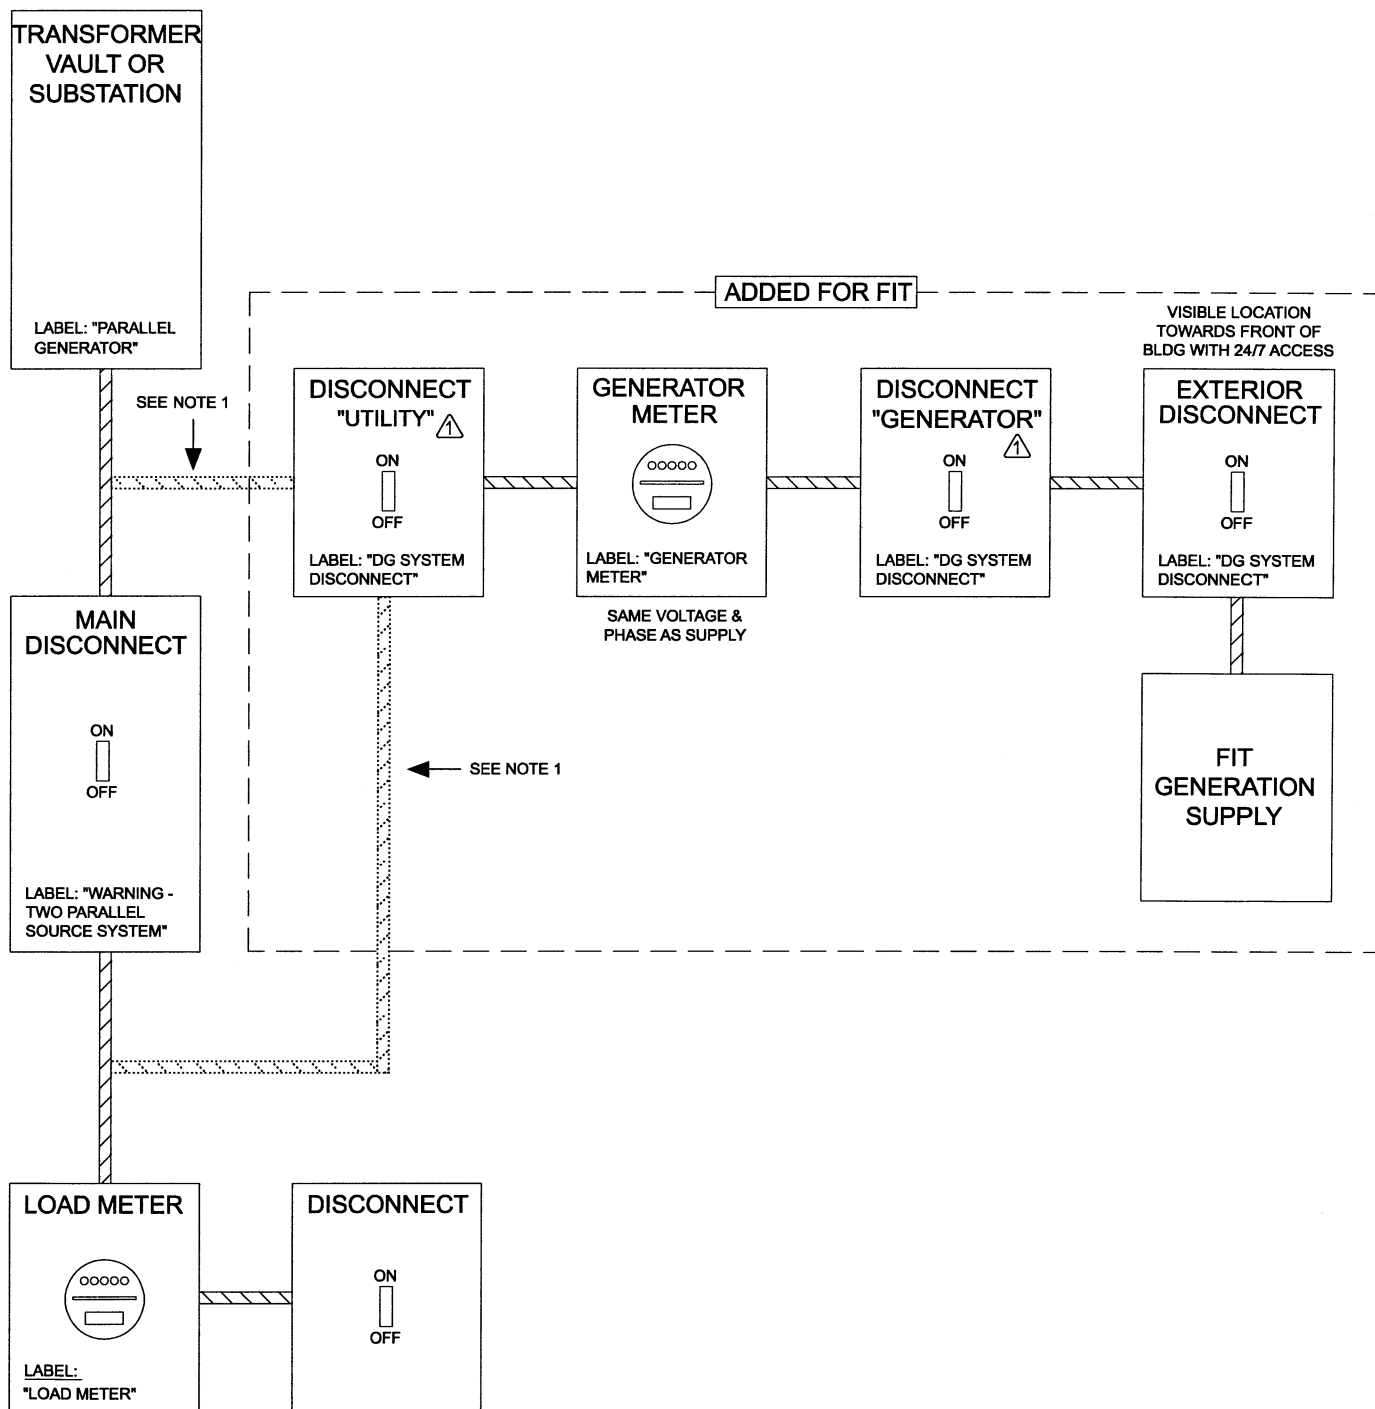 TRANSFORMER
VAULT OR
SUBSTATION
LABEL: "PARALLEL
GENERATOR"
ADDED FOR FIT
VISIBLE LOCATION
TOWARDS FRONT OF
BLDG WITH 24/7 ACCESS
SEE NOTE 1
DISCONNECT
"UTILITY" 1
ON
OFF
LABEL: "DG SYSTEM
DISCONNECT"
GENERATOR
METER
LABEL: "GENERATOR
METER"
SAME VOLTAGE &
PHASE AS SUPPLY
DISCONNECT
"GENERATOR"
1
ON
OFF
LABEL: "DG SYSTEM
DISCONNECT"
EXTERIOR
DISCONNECT
ON
OFF
LABEL: "DG SYSTEM
DISCONNECT"
MAIN
DISCONNECT
ON
OFF
LABEL: "WARNING -
TWO PARALLEL
SOURCE SYSTEM"
SEE NOTE 1
FIT
GENERATION
SUPPLY
LOAD METER
LABEL:
"LOAD METER"
DISCONNECT
ON
OFF